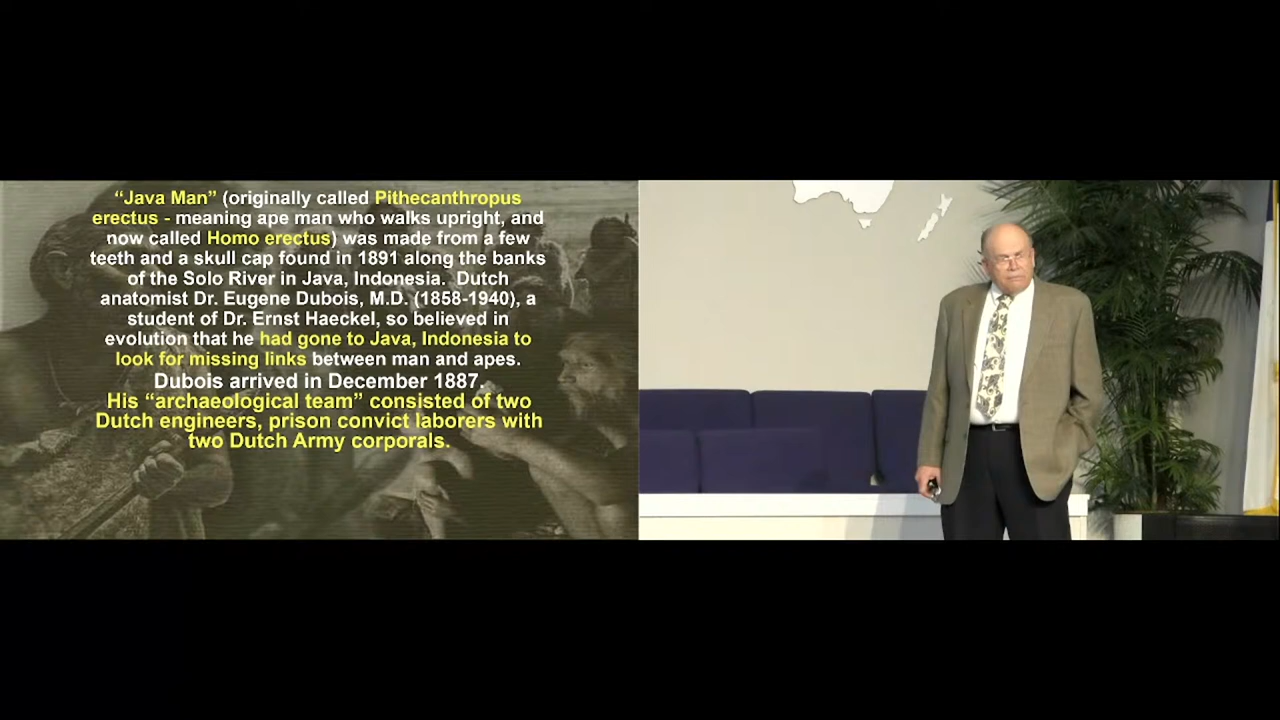 “Java Man” (originally called Pithecanthropus
erectus - meaning ape man who walks upright, and
now called Homo erectus) was made from a few
teeth and a skull cap found in 1891 along the banks
of the Solo River in Java, Indonesia.  Dutch
anatomist Dr. Eugene Dubois, M.D. (1858-1940), a
student of Dr. Ernst Haeckel, so believed in
evolution that he had gone to Java, Indonesia to
look for missing links between man and apes.
Dubois arrived in December 1887.
His “archaeological team” consisted of two
Dutch engineers, prison convict laborers with
two Dutch Army corporals.